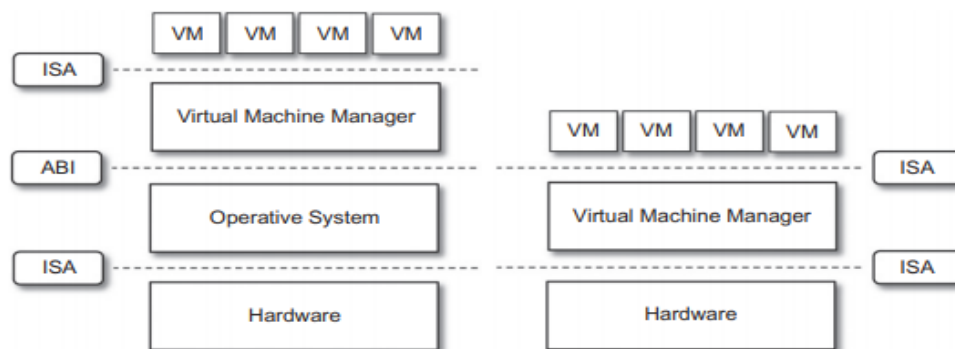 VM VM VM VM
ISA
Virtual Machine Manager
VM VM VM VM
ABI
ISA
Operative System
Virtual Machine Manager
ISA
ISA
Hardware
Hardware